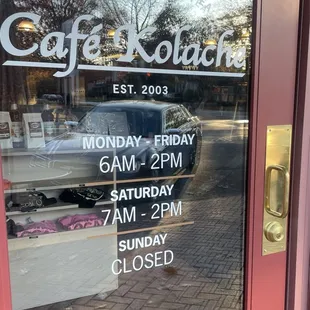 Café Kolache
EST. 2003
MONDAY - FRIDAY
6AM - 2PM
SATURDAY
7AM - 2PM
SUNDAY
CLOSED